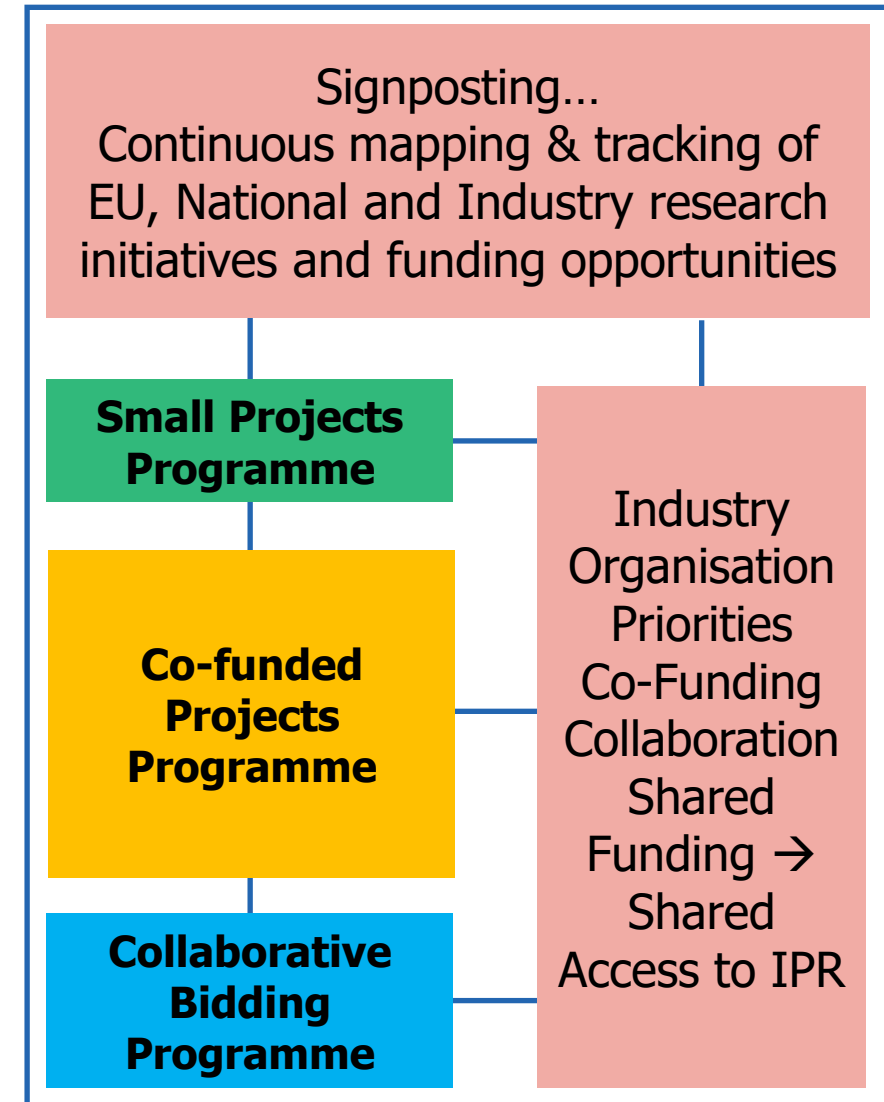 Signposting…
Continuous mapping & tracking of
EU, National and Industry research
initiatives and funding opportunities
Small Projects
Programme
Co-funded
Projects
Programme
Collaborative
Bidding
Programme
Industry
Organisation
Priorities
Co-Funding
Collaboration
Shared
Funding →
Shared
Access to IPR